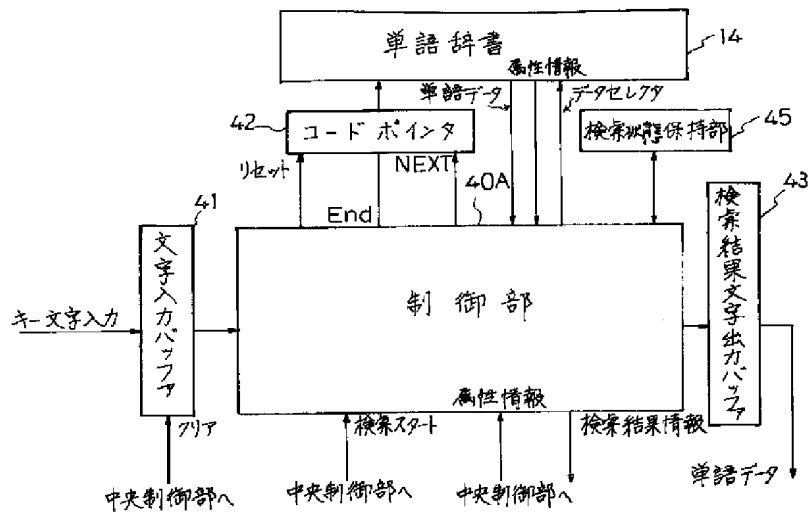 単語辞書
14
属性情報
単語データ
データセレクタ
42
コードポインタ
検索状態保持部
45
リセット
NEXT
40A
43
41
End
検索結果文字出力バッファ
文字入力バッファ
制御部
キー文字入力
属性情報
クリア
検索スタート
検索結果情報
中央制御部へ
中央制御部へ
中央制御部へ
単語データ